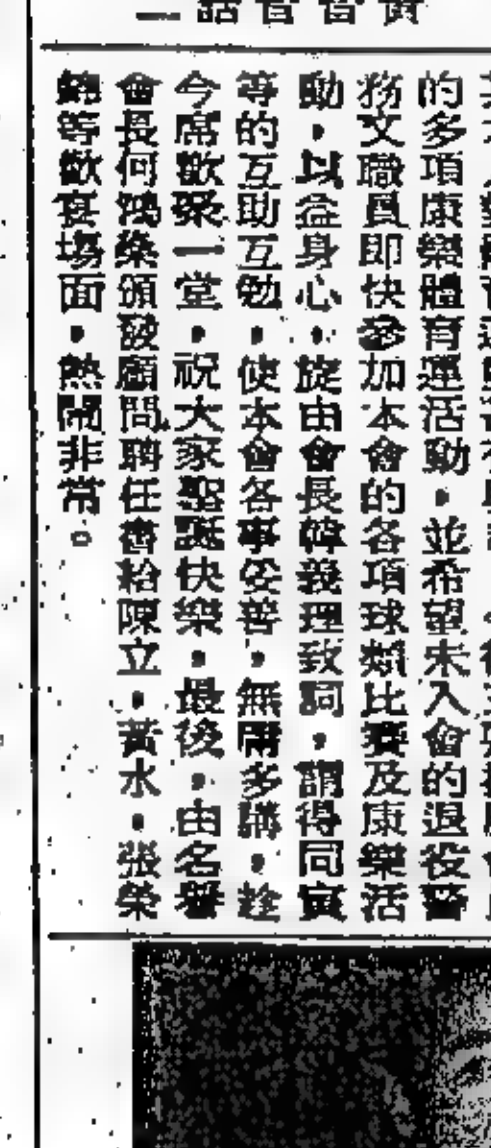 的多項康樂體育運活動，並希望未入會的退役警
務文職員即快參加本會的各項球類比賽及康樂活
動，以益身心，旋由會長韓義理致詞，謂得同寅
等的互助互勉，使本會各事妥善，無需多講，趁
今席歡聚一堂，祝大家聖誕快樂，最後，由名譽
會長何鴻燊頒發顧問聘任書給陳立，黃水，張榮
錦等歡宴場面，熱鬧非常。